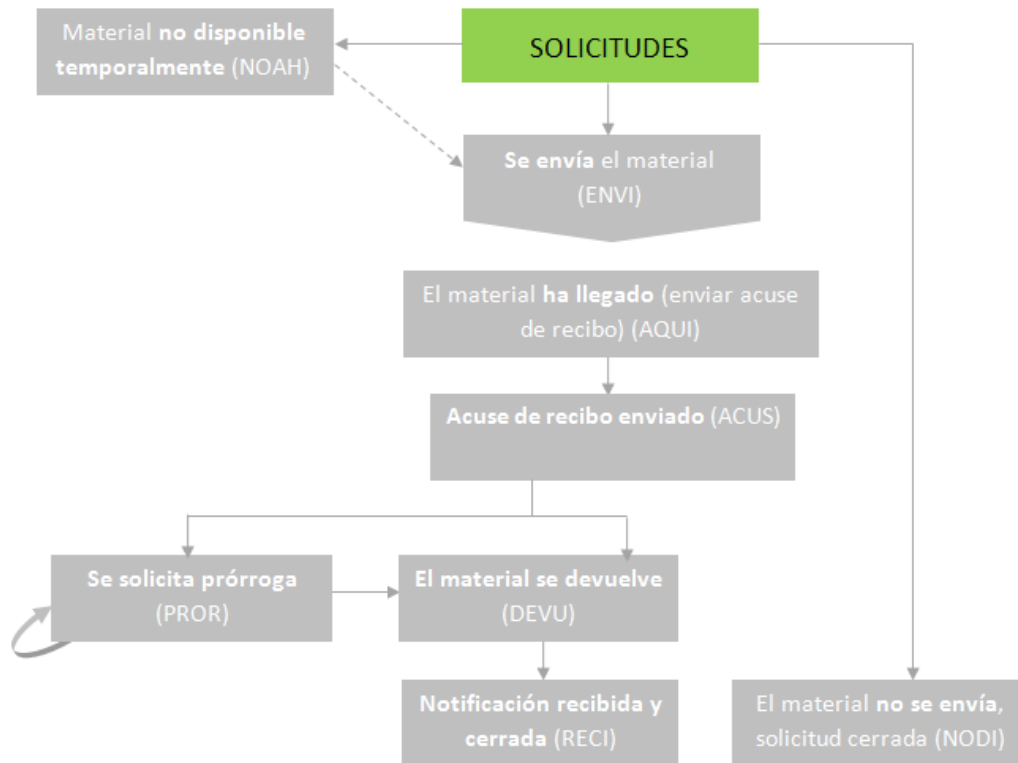 Material no disponible
temporalmente (NOAH)
SOLICITUDES
Se envía el material
(ENVI)
El material ha llegado (enviar acuse
de recibo) (AQUI)
Acuse de recibo enviado (ACUS)
Se solicita prórroga
(PROR)
El material se devuelve
(DEVU)
Notificación recibida y
cerrada (RECI)
El material no se envía,
solicitud cerrada (NODI)